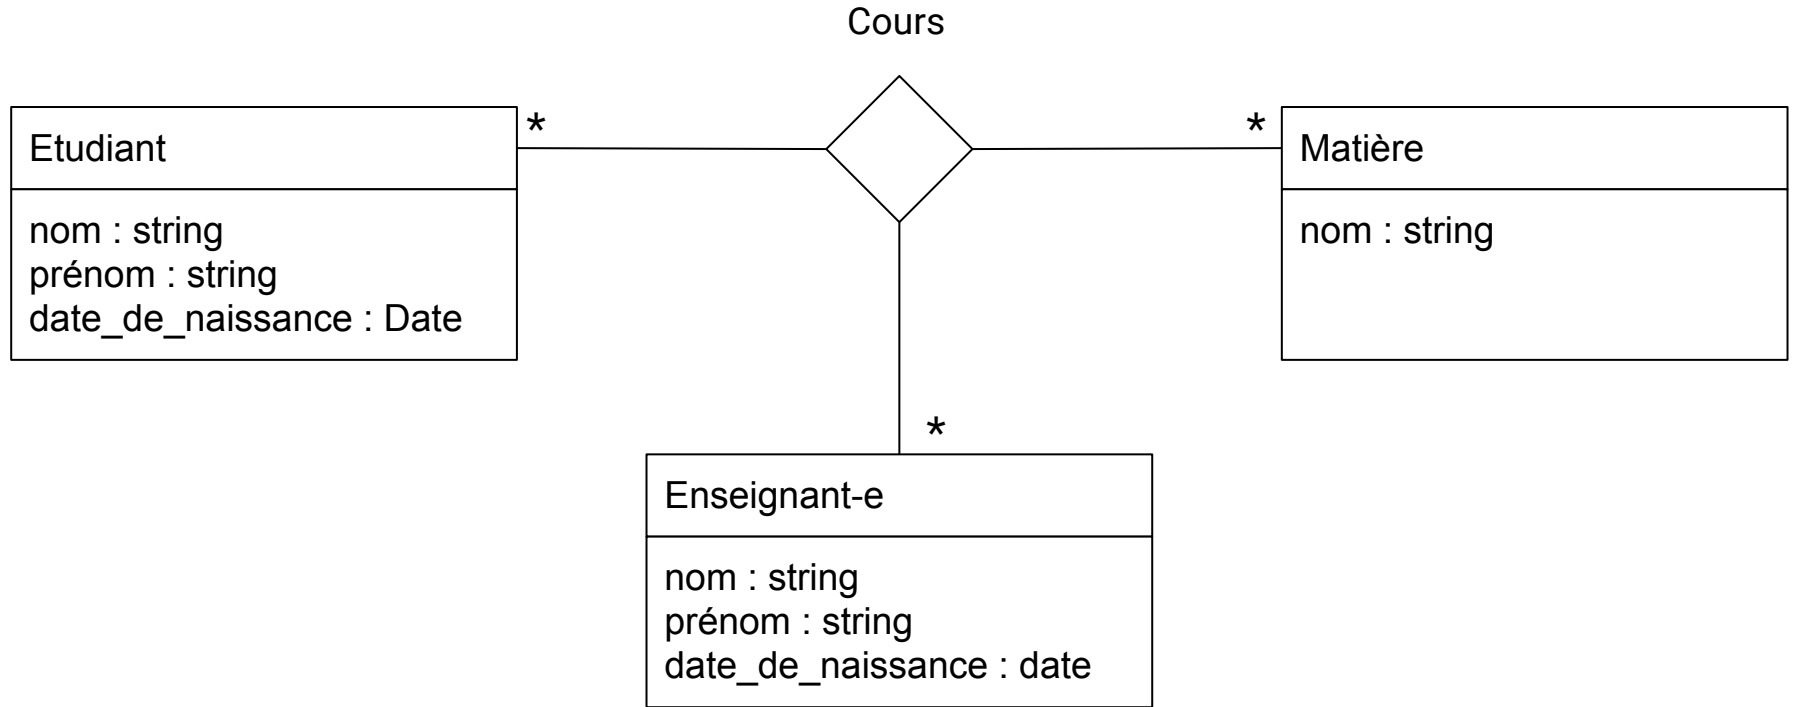 Cours
*
*
Etudiant
nom : string
prénom : string
date_de_naissance : Date
Matière
nom : string
*
Enseignant-e
nom : string
prénom : string
date_de_naissance : date